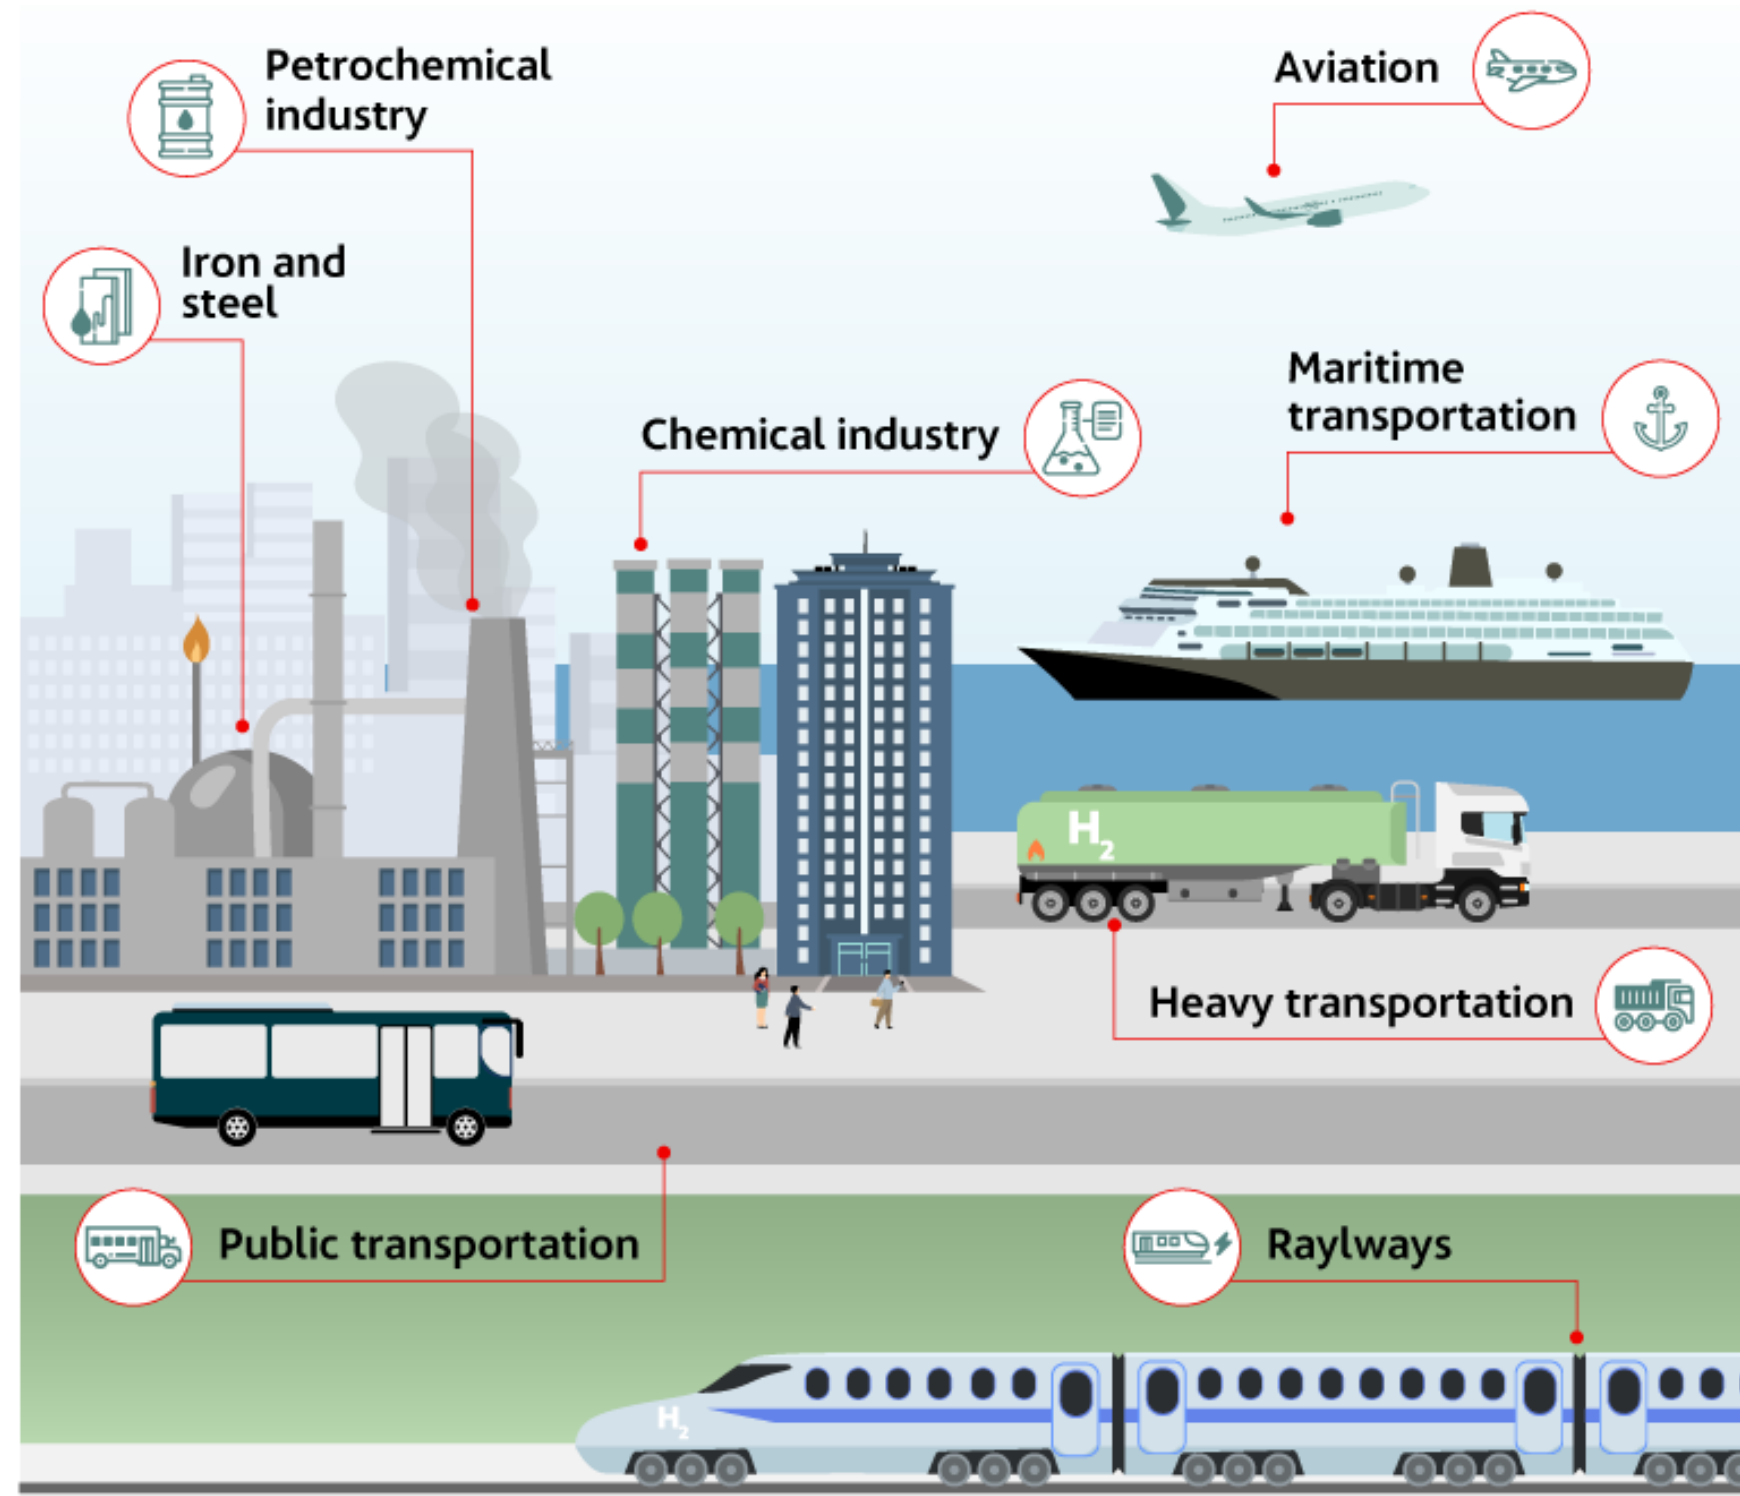 Petrochemical
industry
Aviation
Iron and
steel
Maritime
transportation
Chemical industry
H₂
Heavy transportation
Public transportation
Raylways
H₂